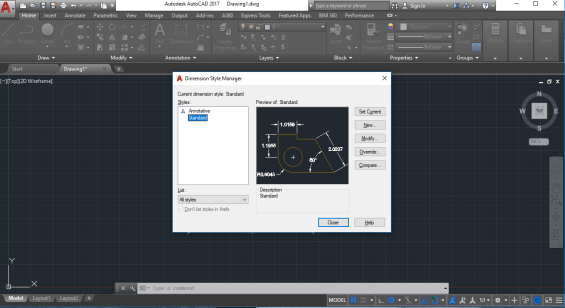 Autodesk AutoCAD 2017 Drawing1.dwg
Type a keyword or phrase
Sign In
Home Insert Annotate Parametric View Manage Output Add-ins A360 Express Tools Featured Apps BIM 360 Performance
Draw Modify Annotation Layers Block Properties Groups
Start Drawing1*
[−][Top][2D Wireframe]
Dimension Style Manager
Current dimension style: Standard
Styles:
Annotative
Standard
Preview of: Standard
1.0159
1.1955
2.0207
60°
R0.8045
Set Current
New...
Modify...
Override...
Compare...
List:
All styles
Don't list styles in Xrefs
Description
Standard
Close Help
N
W TOP E
S
WCS
Y
X
Type a command
Model Layout1 Layout2 +
MODEL
1:1